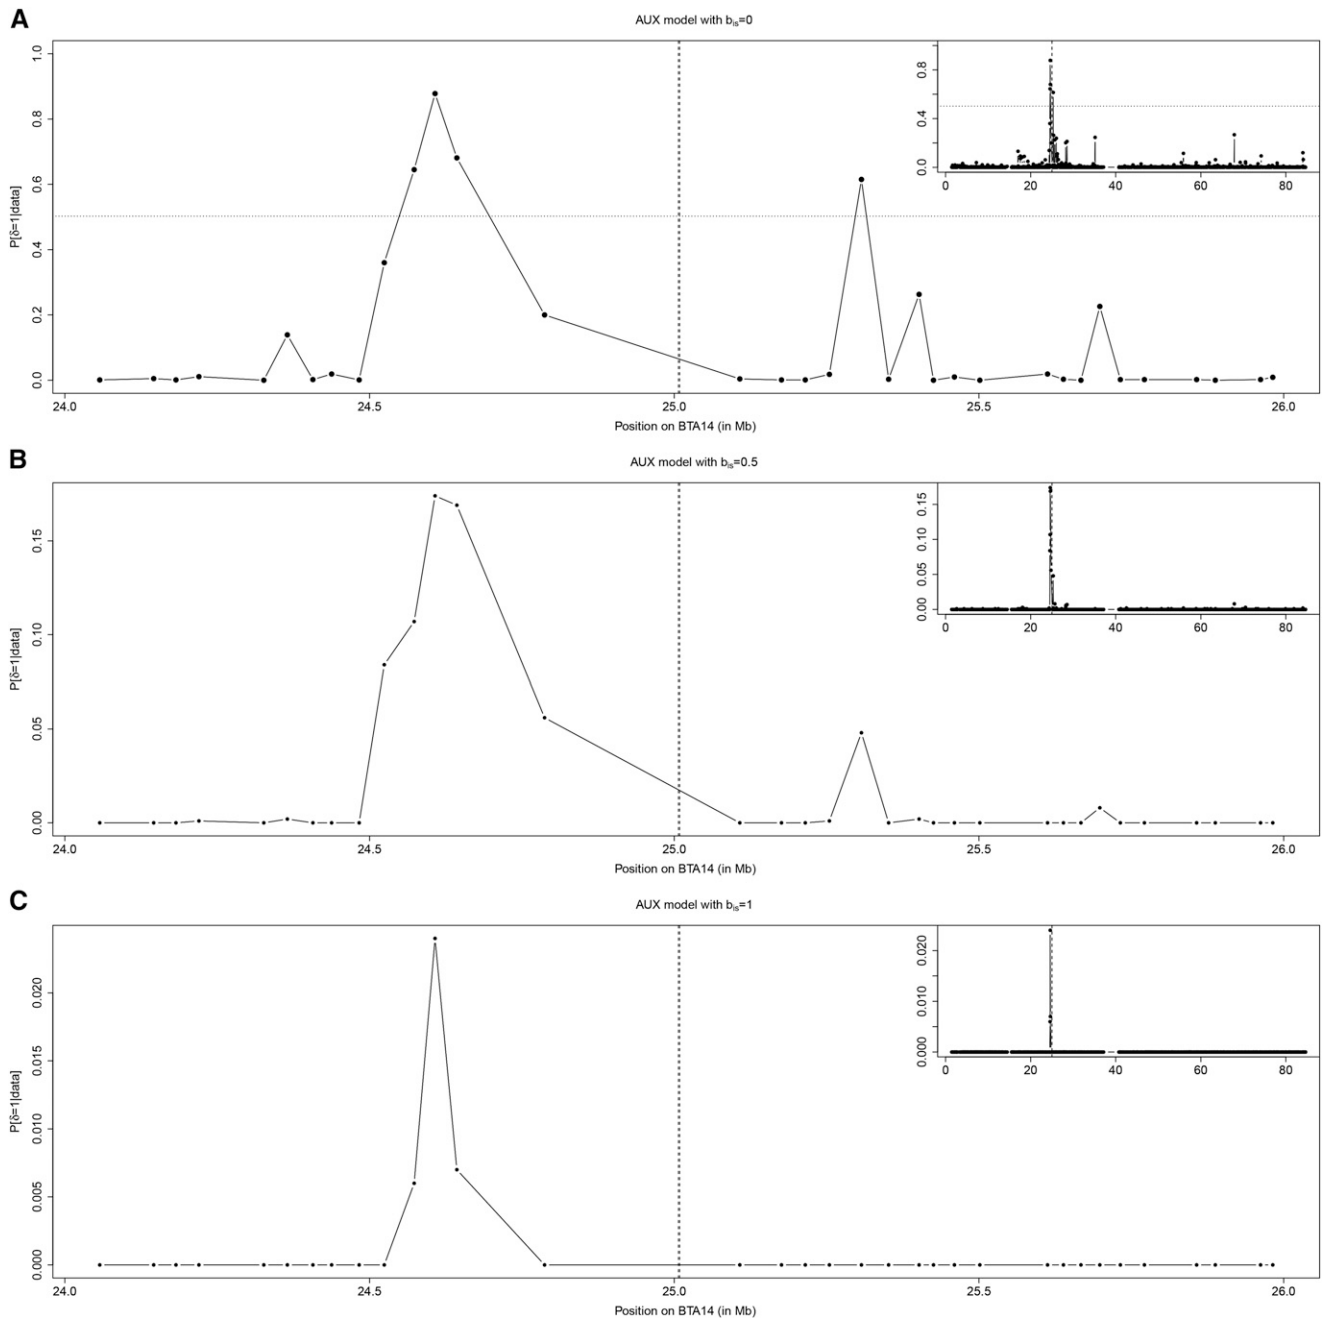 A
AUX model with bis=0
P[δ=1|data]
1.0
0.8
0.6
0.4
0.2
0.0
24.0 24.5 25.0 25.5 26.0
Position on BTA14 (in Mb)
0.8
0.4
0.0
0 20 40 60 80
B
AUX model with bis=0.5
P[δ=1|data]
0.15
0.10
0.05
0.00
24.0 24.5 25.0 25.5 26.0
Position on BTA14 (in Mb)
0.15
0.10
0.05
0.00
0 20 40 60 80
C
AUX model with bis=1
P[δ=1|data]
0.020
0.015
0.010
0.005
0.000
24.0 24.5 25.0 25.5 26.0
Position on BTA14 (in Mb)
0.020
0.010
0.000
0 20 40 60 80